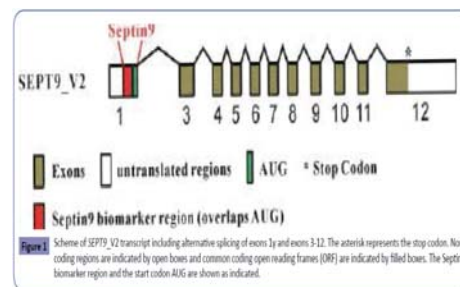 Septin9
SEPT9_V2
*
1 3 4 5 6 7 8 9 10 11 12
Exons untranslated regions AUG * Stop Codon
Septin9 biomarker region (overlaps AUG)
Figure 1 Scheme of SEPT9_V2 transcript including alternative splicing of exons 1γ and exons 3-12. The asterisk represents the stop codon. No
coding regions are indicated by open boxes and common coding open reading frames (ORF) are indicated by filled boxes. The Septin
biomarker region and the start codon AUG are shown as indicated.